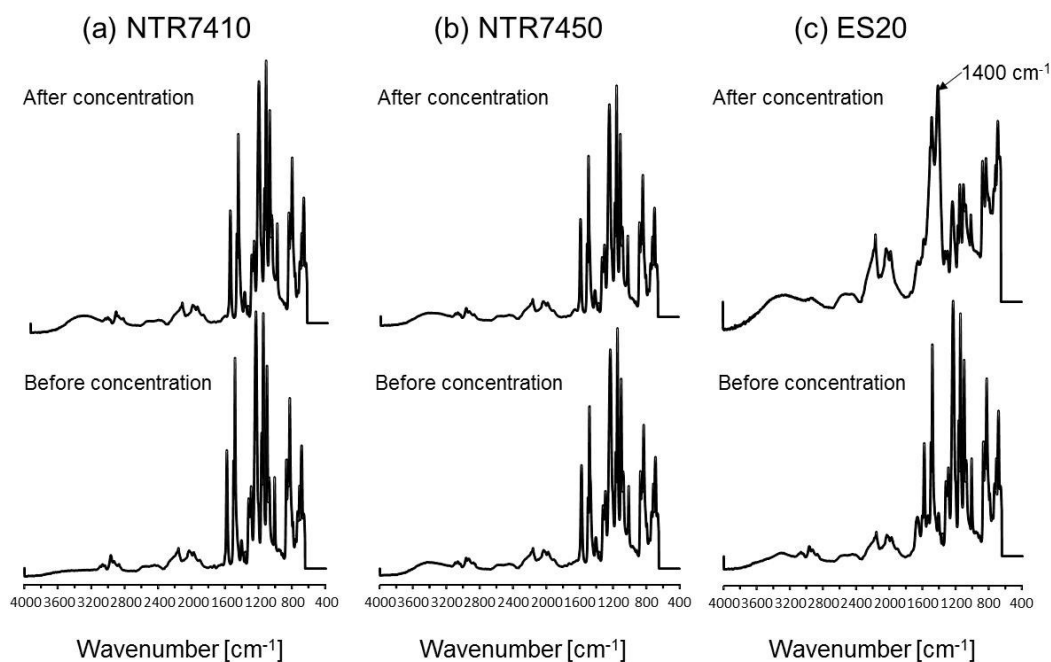 (a) NTR7410
(b) NTR7450
(c) ES20
After concentration
After concentration
After concentration
1400 cm-1
Before concentration
Before concentration
Before concentration
4000 3600 3200 2800 2400 2000 1600 1200 800 400
4000 3600 3200 2800 2400 2000 1600 1200 800 400
4000 3600 3200 2800 2400 2000 1600 1200 800 400
Wavenumber [cm-1]
Wavenumber [cm-1]
Wavenumber [cm-1]